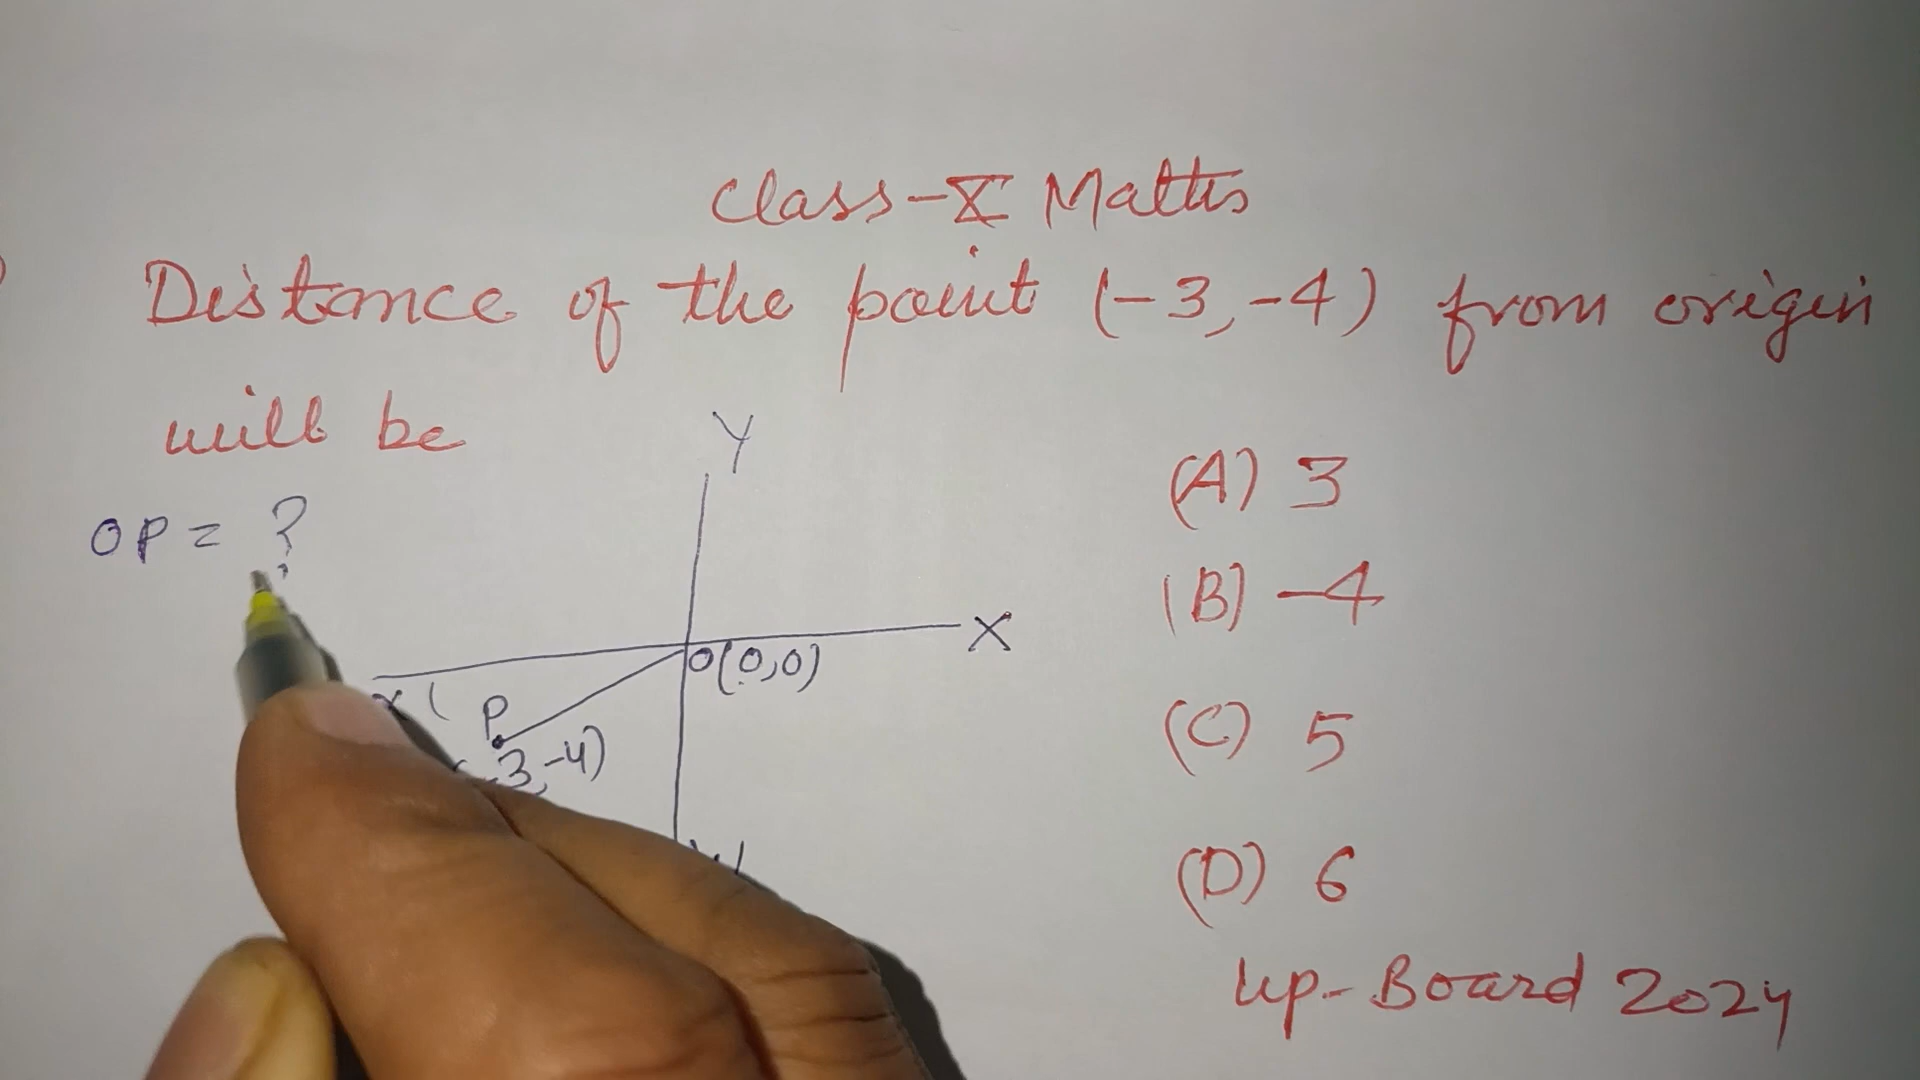 Class-X Maths
Distance of the point (-3,-4) from origin
will be
OP = ?
Y
X
O(0,0)
X'
P
(-3,-4)
Y'
(A) 3
(B) -4
(C) 5
(D) 6
Up-Board 2024